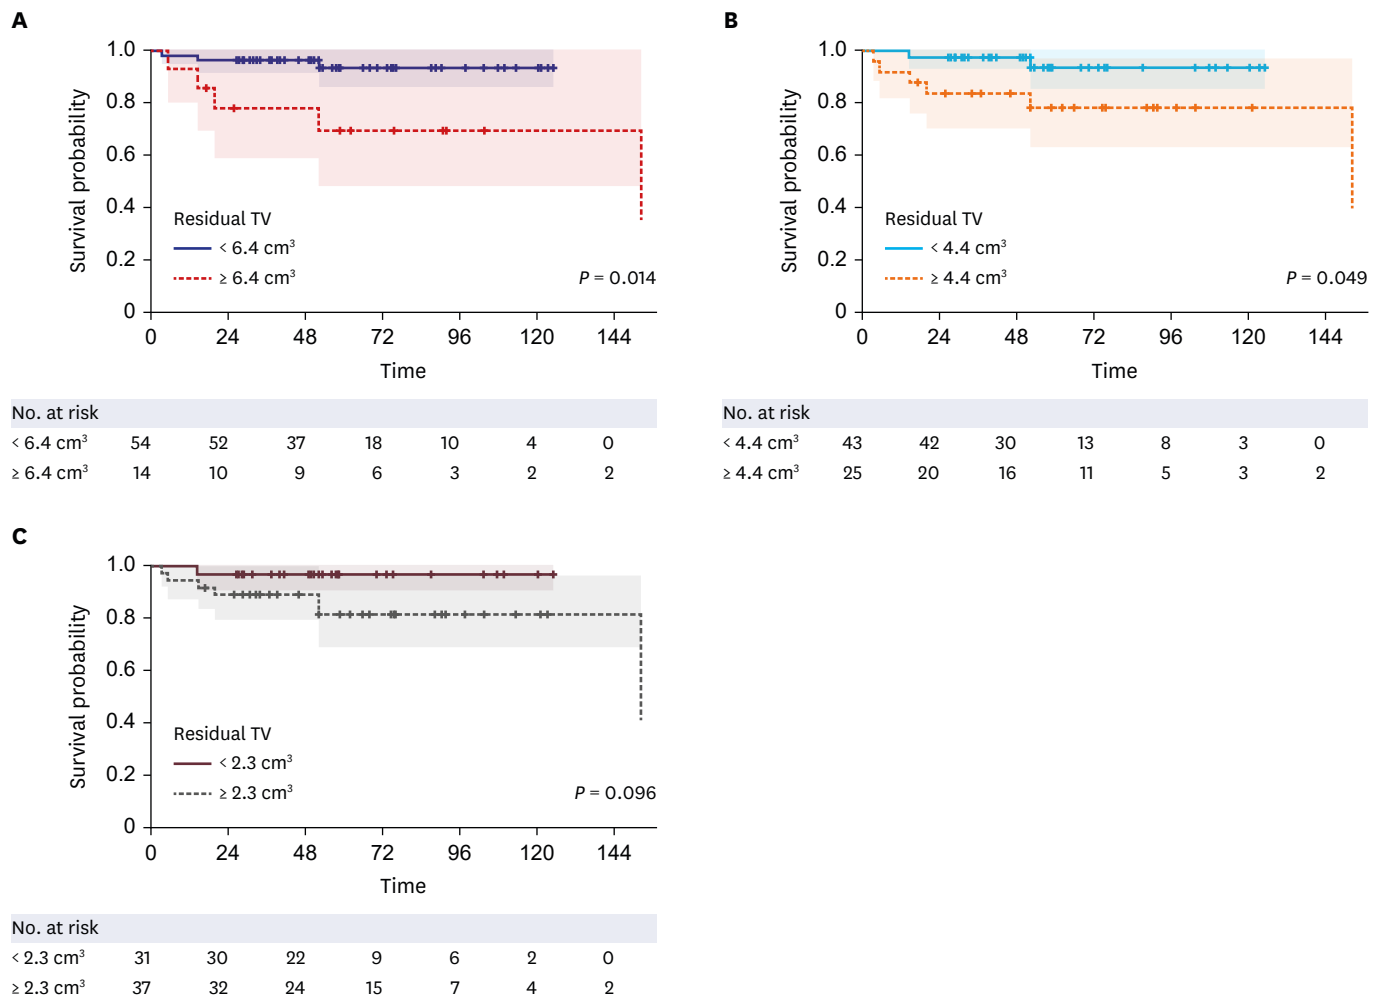 A
1.0
0.8
0.6
0.4
0.2
0
Survival probability
Residual TV
< 6.4 cm³
≥ 6.4 cm³
P = 0.014
0 24 48 72 96 120 144
Time
No. at risk
< 6.4 cm³ 54 52 37 18 10 4 0
≥ 6.4 cm³ 14 10 9 6 3 2 2
B
1.0
0.8
0.6
0.4
0.2
0
Survival probability
Residual TV
< 4.4 cm³
≥ 4.4 cm³
P = 0.049
0 24 48 72 96 120 144
Time
No. at risk
< 4.4 cm³ 43 42 30 13 8 3 0
≥ 4.4 cm³ 25 20 16 11 5 3 2
C
1.0
0.8
0.6
0.4
0.2
0
Survival probability
Residual TV
< 2.3 cm³
≥ 2.3 cm³
P = 0.096
0 24 48 72 96 120 144
Time
No. at risk
< 2.3 cm³ 31 30 22 9 6 2 0
≥ 2.3 cm³ 37 32 24 15 7 4 2